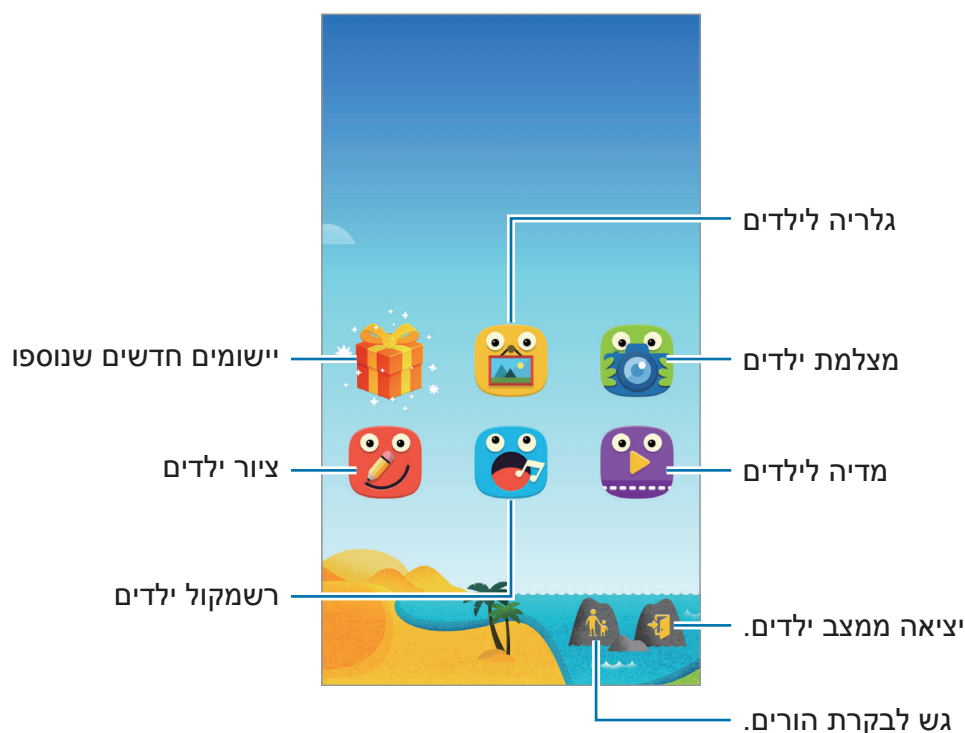 גלריה לילדים
יישומים חדשים שנוספו
מצלמת ילדים
ציור ילדים
מדיה לילדים
רשמקול ילדים
יציאה ממצב ילדים.
גש לבקרת הורים.